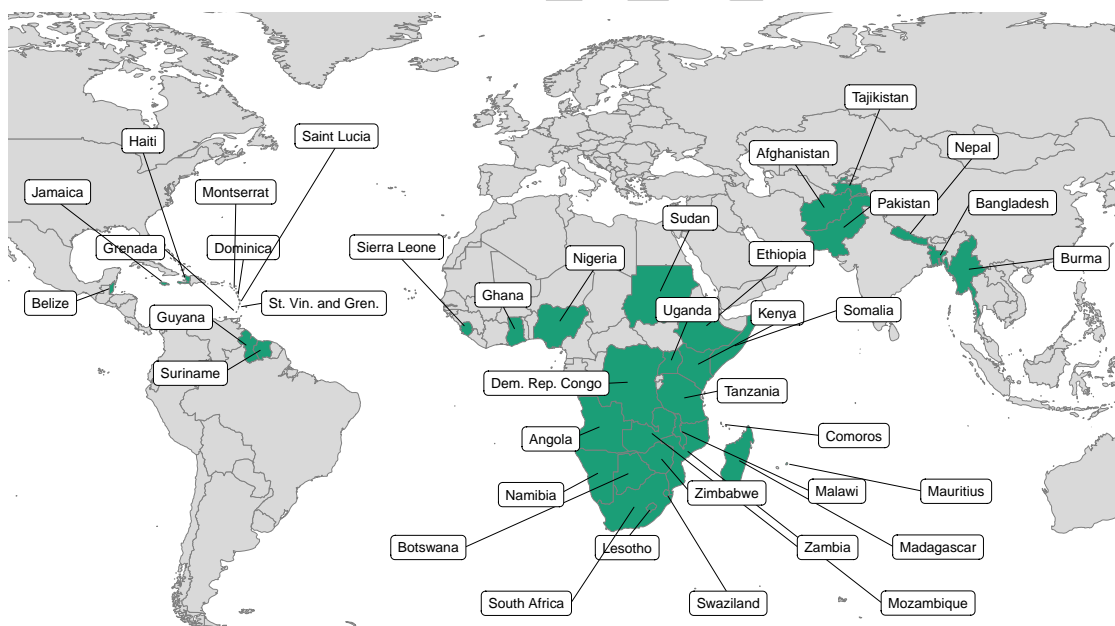 Tajikistan
Haiti
Saint Lucia
Afghanistan
Nepal
Jamaica
Montserrat
Pakistan
Bangladesh
Sudan
Grenada
Dominica
Sierra Leone
Nigeria
Ethiopia
Burma
Belize
St. Vin. and Gren.
Ghana
Uganda
Kenya
Somalia
Guyana
Suriname
Dem. Rep. Congo
Tanzania
Angola
Comoros
Namibia
Zimbabwe
Malawi
Mauritius
Botswana
Lesotho
Zambia
Madagascar
South Africa
Swaziland
Mozambique